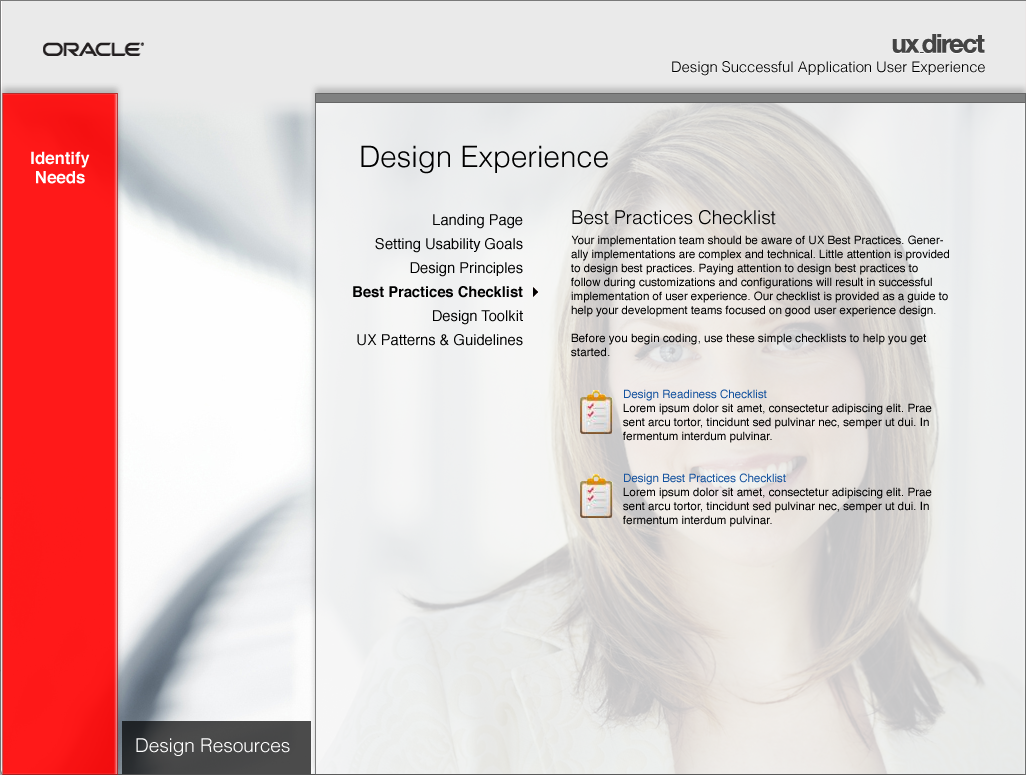 ORACLE
ux direct
Design Successful Application User Experience
Identify
Needs
Design Experience
Landing Page
Setting Usability Goals
Design Principles
Best Practices Checklist
Design Toolkit
UX Patterns & Guidelines
Best Practices Checklist
Your implementation team should be aware of UX Best Practices. Gener-
ally implementations are complex and technical. Little attention is provided
to design best practices. Paying attention to design best practices to
follow during customizations and configurations will result in successful
implementation of user experience. Our checklist is provided as a guide to
help your development teams focused on good user experience design.
Before you begin coding, use these simple checklists to help you get
started.
Design Readiness Checklist
Lorem ipsum dolor sit amet, consectetur adipiscing elit. Prae
sent arcu tortor, tincidunt sed pulvinar nec, semper ut dui. In
fermentum interdum pulvinar.
Design Best Practices Checklist
Lorem ipsum dolor sit amet, consectetur adipiscing elit. Prae
sent arcu tortor, tincidunt sed pulvinar nec, semper ut dui. In
fermentum interdum pulvinar.
Design Resources